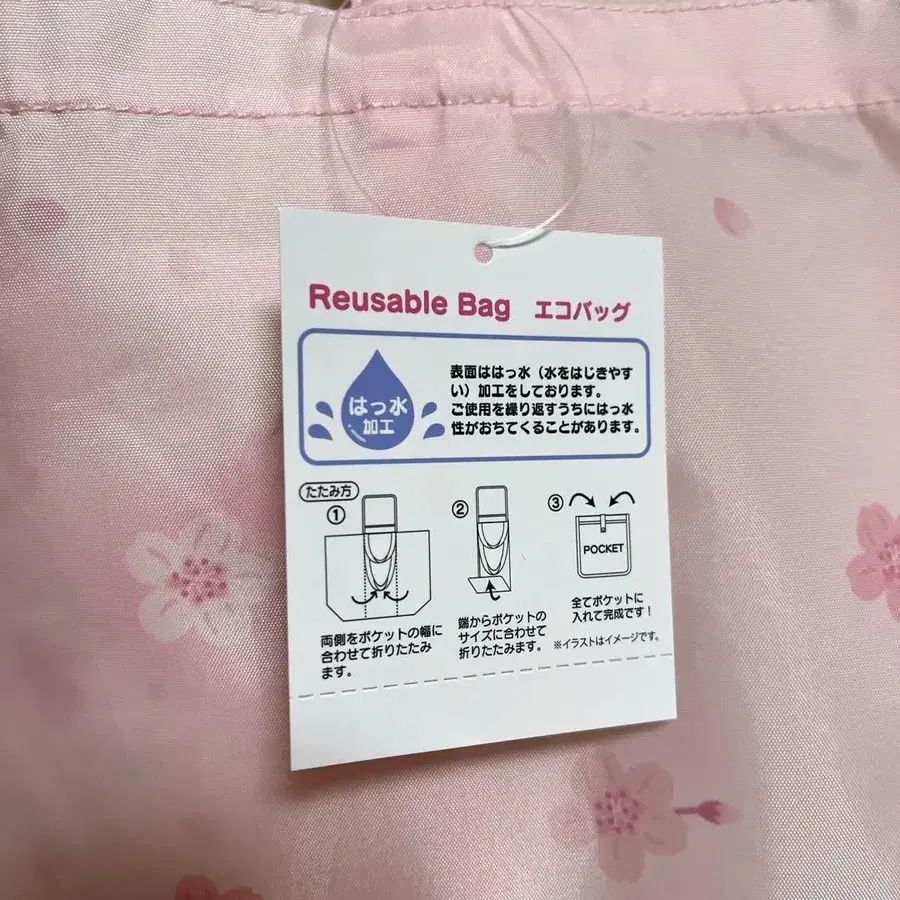 Reusable Bag エコバッグ
はっ水
加工
表面ははっ水（水をはじきやす
い）加工をしております。
ご使用を繰り返すうちにはっ水
性がおちてくることがあります。
たたみ方
①
両側をポケットの幅に
合わせて折りたたみ
ます。
②
端からポケットの
サイズに合わせて
折りたたみます。
③
POCKET
全てポケットに
入れて完成です！
※イラストはイメージです。